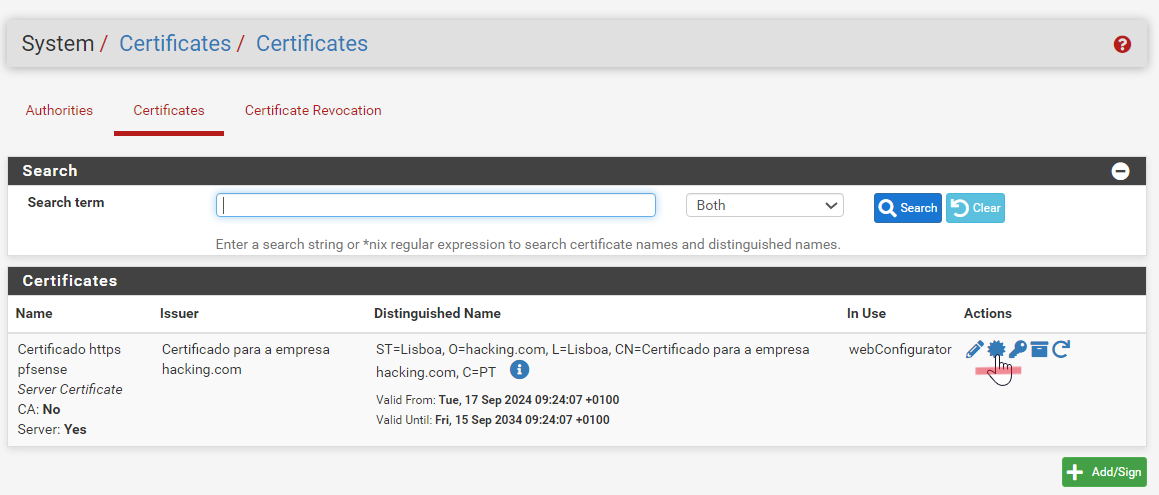 System / Certificates / Certificates
Authorities Certificates Certificate Revocation
Search
Search term Both Search Clear
Enter a search string or *nix regular expression to search certificate names and distinguished names.
Certificates
Name Issuer Distinguished Name In Use Actions
Certificado https Certificado para a empresa ST=Lisboa, O=hacking.com, L=Lisboa, CN=Certificado para a empresa webConfigurator
pfsense hacking.com hacking.com, C=PT
Server Certificate Valid From: Tue, 17 Sep 2024 09:24:07 +0100
CA: No Valid Until: Fri, 15 Sep 2034 09:24:07 +0100
Server: Yes
Add/Sign